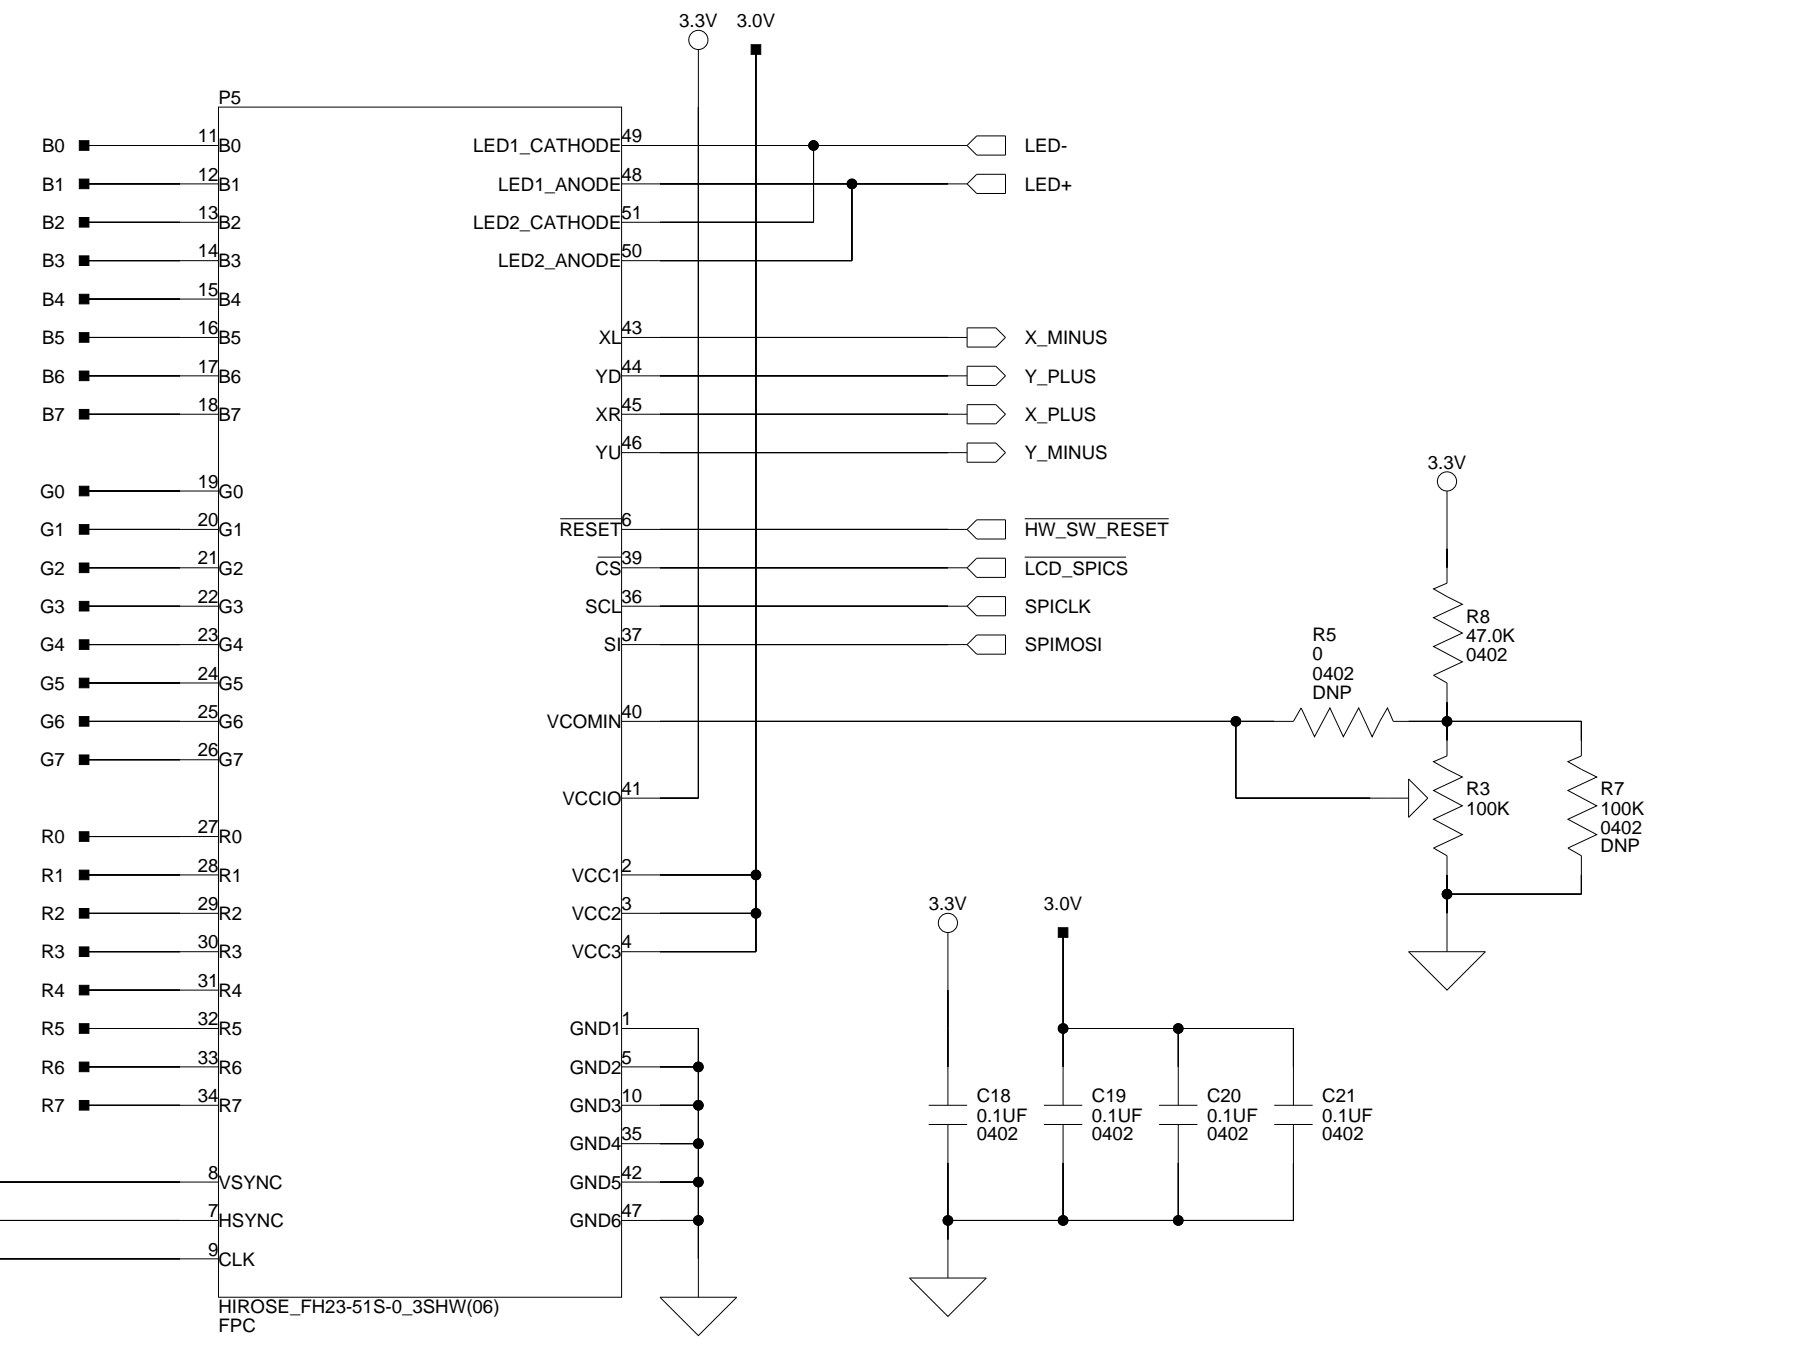 3.3V 3.0V
P5
B0 11 B0 LED1_CATHODE 49 LED-
B1 12 B1 LED1_ANODE 48 LED+
B2 13 B2 LED2_CATHODE 51
B3 14 B3 LED2_ANODE 50
B4 15 B4
B5 16 B5 XL 43 X_MINUS
B6 17 B6 YD 44 Y_PLUS
B7 18 B7 XR 45 X_PLUS
YU 46 Y_MINUS
3.3V
G0 19 G0
G1 20 G1 RESET 6 HW_SW_RESET
G2 21 G2 CS 39 LCD_SPICS
G3 22 G3 SCL 36 SPICLK
G4 23 G4 SI 37 SPIMOSI
R8
47.0K
0402
R5
0
0402
DNP
G5 24 G5
G6 25 G6 VCOMIN 40
G7 26 G7
VCCIO 41
R3
100K
R7
100K
0402
DNP
R0 27 R0
R1 28 R1 VCC1 2
R2 29 R2 VCC2 3
R3 30 R3 VCC3 4
3.3V 3.0V
R4 31 R4
R5 32 R5 GND1 1
R6 33 R6 GND2 5
R7 34 R7 GND3 10
GND4 35
C18
0.1UF
0402
C19
0.1UF
0402
C20
0.1UF
0402
C21
0.1UF
0402
8 VSYNC GND5 42
7 HSYNC GND6 47
9 CLK
HIROSE_FH23-51S-0_3SHW(06)
FPC